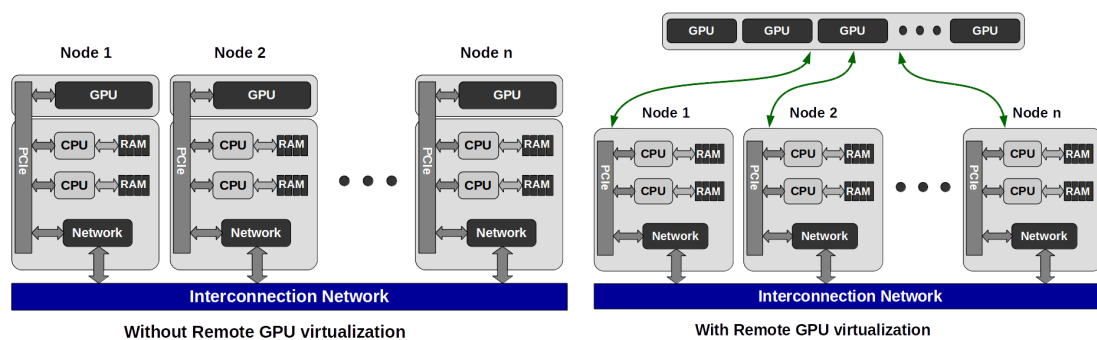 Node 1
Node 2
Node n
GPU
GPU
GPU
PCIe
CPU
RAM
CPU
RAM
Network
PCIe
CPU
RAM
CPU
RAM
Network
PCIe
CPU
RAM
CPU
RAM
Network
Interconnection Network
Without Remote GPU virtualization
GPU
GPU
GPU
GPU
Node 1
Node 2
Node n
PCIe
CPU
RAM
CPU
RAM
Network
PCIe
CPU
RAM
CPU
RAM
Network
PCIe
CPU
RAM
CPU
RAM
Network
Interconnection Network
With Remote GPU virtualization